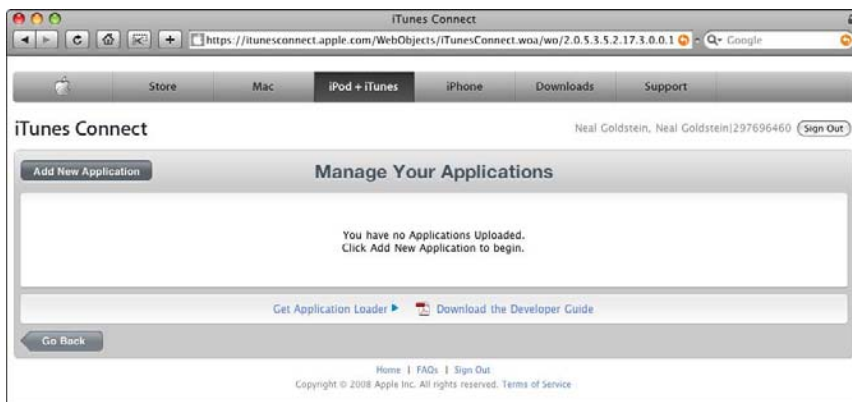 iTunes Connect
https://itunesconnect.apple.com/WebObjects/iTunesConnect.woa/wo/2.0.5.3.5.2.17.3.0.0.1
Google
Store Mac iPod + iTunes iPhone Downloads Support
iTunes Connect
Neal Goldstein, Neal Goldstein|297696460 Sign Out
Add New Application
Manage Your Applications
You have no Applications Uploaded.
Click Add New Application to begin.
Get Application Loader Download the Developer Guide
Go Back
Home | FAQs | Sign Out
Copyright © 2008 Apple Inc. All rights reserved. Terms of Service